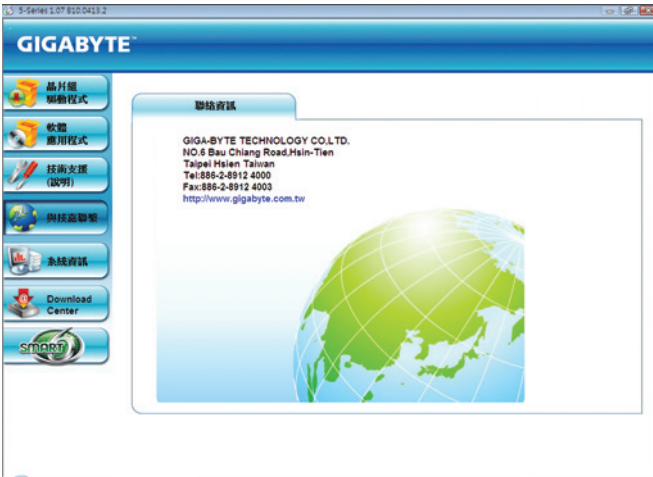 5-Series 1.07 B10.0413.2
GIGABYTE™
晶片組
驅動程式
軟體
應用程式
技術支援
(說明)
與技嘉聯繫
系統資訊
Download
Center
SMART6
聯絡資訊
GIGA-BYTE TECHNOLOGY CO,LTD.
NO.6 Bau Chiang Road,Hsin-Tien
Taipei Hsien Taiwan
Tel:886-2-8912 4000
Fax:886-2-8912 4003
http://www.gigabyte.com.tw